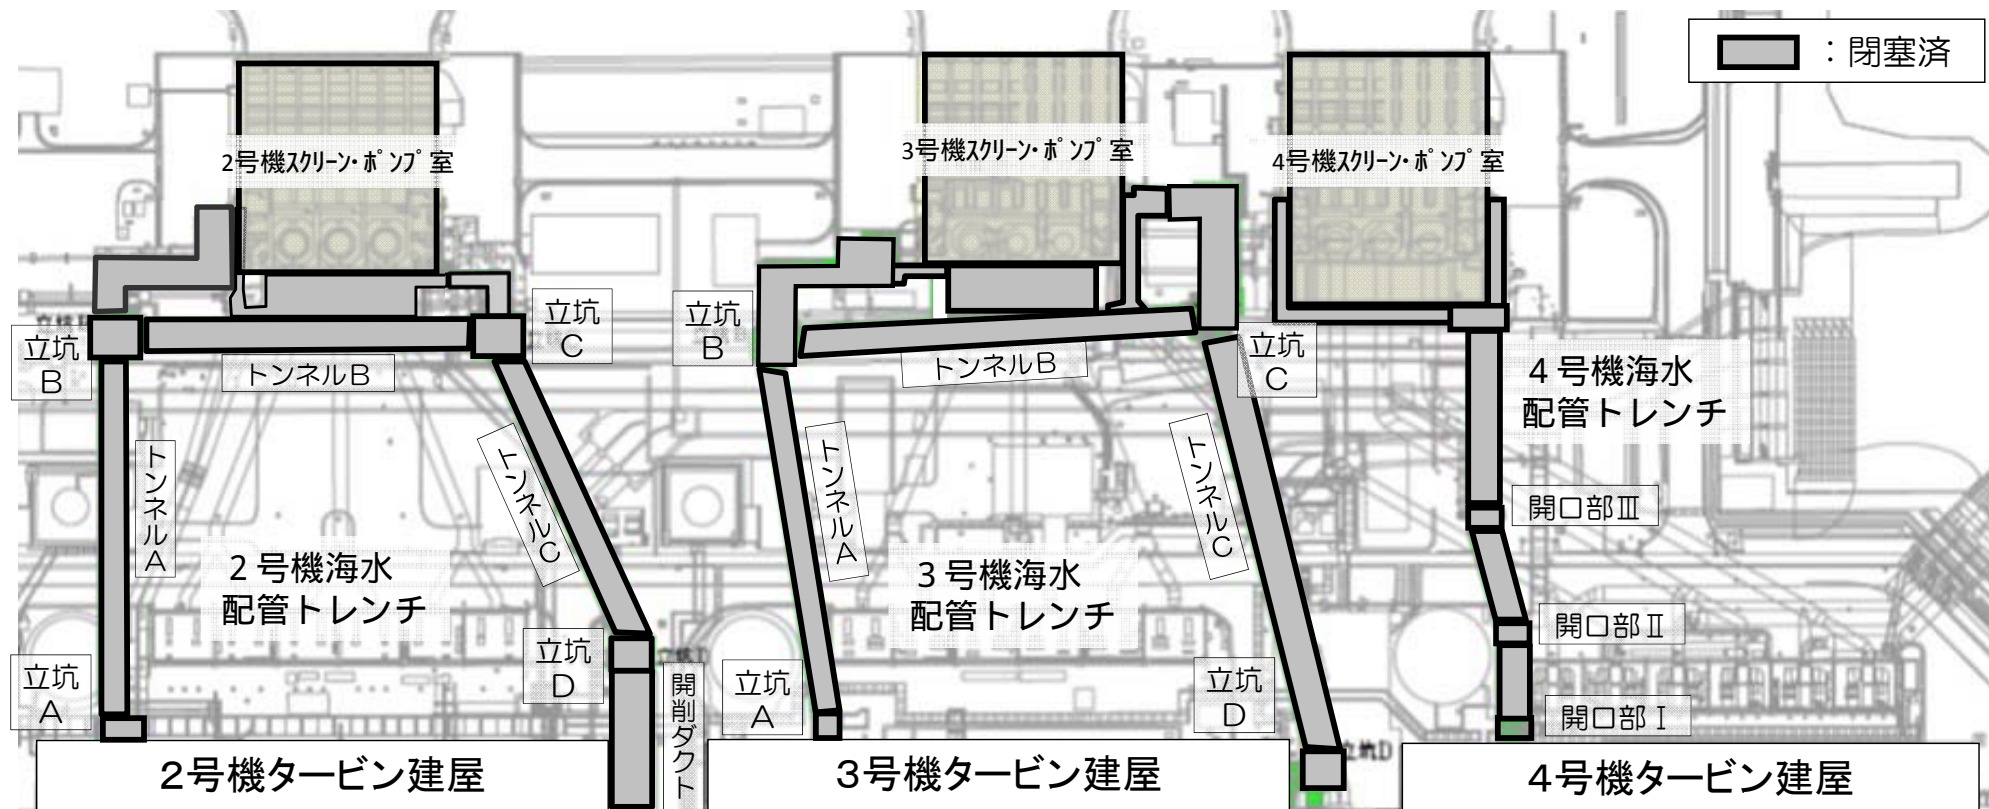 ：閉塞済
2号機ｽｸﾘｰﾝ･ﾎﾟﾝﾌﾟ室
3号機ｽｸﾘｰﾝ･ﾎﾟﾝﾌﾟ室
4号機ｽｸﾘｰﾝ･ﾎﾟﾝﾌﾟ室
立坑
B
立坑
C
トンネルB
トンネルA
トンネルC
２号機海水
配管トレンチ
立坑
A
立坑
D
開削ダクト
2号機タービン建屋
立坑
B
立坑
C
トンネルB
トンネルA
トンネルC
３号機海水
配管トレンチ
立坑
A
立坑
D
立坑D
3号機タービン建屋
４号機海水
配管トレンチ
開口部Ⅲ
開口部Ⅱ
開口部Ⅰ
4号機タービン建屋